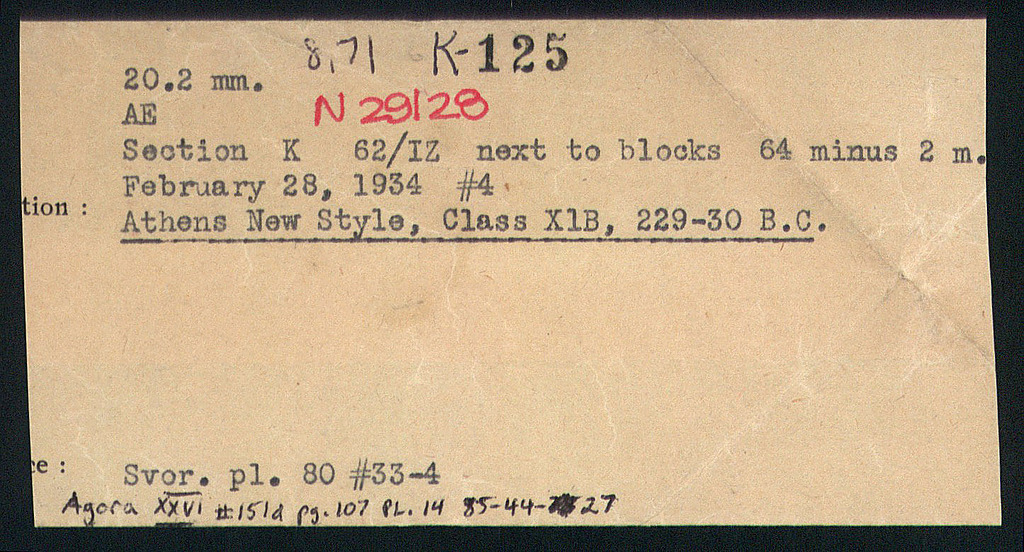 8,71 K-125
20.2 mm.
AE N 29128
Section K 62/IZ next to blocks 64 minus 2 m.
February 28, 1934 #4
tion :
Athens New Style, Class X1B, 229-30 B.C.
ce : Svor. pl. 80 #33-4
Agora XXVI #151d pg. 107 PL. 14 85-44-27